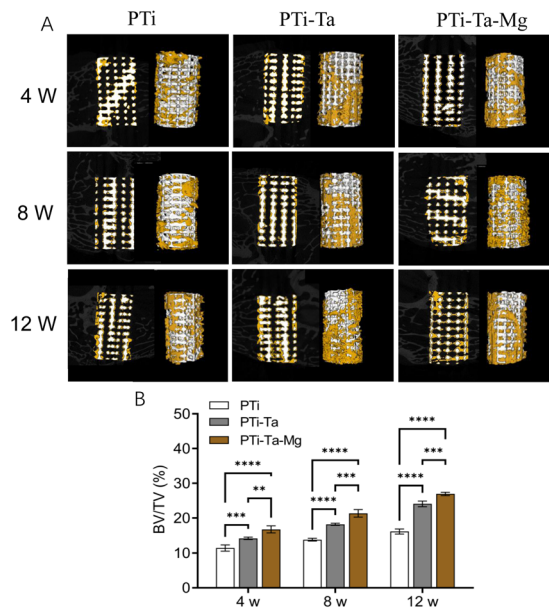 A
PTi
PTi-Ta
PTi-Ta-Mg
4 W
8 W
12 W
B
50
40
30
20
10
0
BV/TV (%)
PTi
PTi-Ta
PTi-Ta-Mg
****
***
**
****
****
***
****
****
***
4 w
8 w
12 w